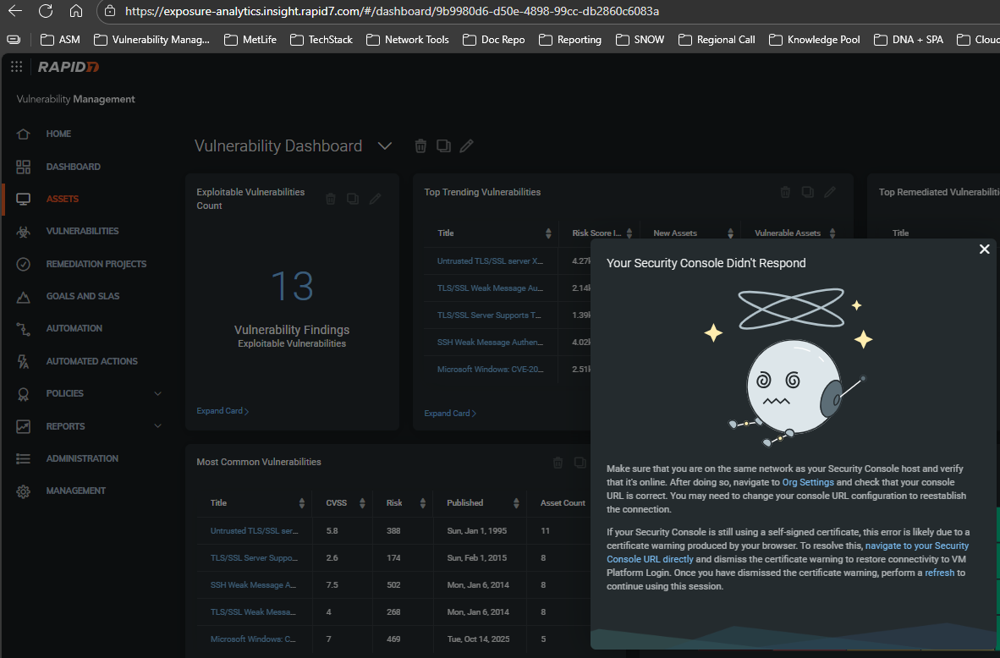 https://exposure-analytics.insight.rapid7.com/#/dashboard/9b9980d6-d50e-4898-99cc-db2860c6083a
ASM Vulnerability Manag... MetLife TechStack Network Tools Doc Repo Reporting SNOW Regional Call Knowledge Pool DNA + SPA Cloud
RAPID7
Vulnerability Management
HOME
DASHBOARD
ASSETS
VULNERABILITIES
REMEDIATION PROJECTS
GOALS AND SLAS
AUTOMATION
AUTOMATED ACTIONS
POLICIES
REPORTS
ADMINISTRATION
MANAGEMENT
Vulnerability Dashboard
Exploitable Vulnerabilities
Count
13
Vulnerability Findings
Exploitable Vulnerabilities
Expand Card
Top Trending Vulnerabilities
Title Risk Score I... New Assets Vulnerable Assets
Untrusted TLS/SSL server X... 4.27k
TLS/SSL Weak Message Au... 2.14k
TLS/SSL Server Supports T... 1.39k
SSH Weak Message Authen... 4.02k
Microsoft Windows: CVE-20... 2.51k
Expand Card
Top Remediated Vulnerabiliti
Title
Most Common Vulnerabilities
Title CVSS Risk Published Asset Count
Untrusted TLS/SSL ser... 5.8 388 Sun, Jan 1, 1995 11
TLS/SSL Server Suppo... 2.6 174 Sun, Feb 1, 2015 8
SSH Weak Message A... 7.5 502 Mon, Jan 6, 2014 8
TLS/SSL Weak Messa... 4 268 Mon, Jan 6, 2014 8
Microsoft Windows: C... 7 469 Tue, Oct 14, 2025 5
Your Security Console Didn't Respond
Make sure that you are on the same network as your Security Console host and verify
that it's online. After doing so, navigate to Org Settings and check that your console
URL is correct. You may need to change your console URL configuration to reestablish
the connection.
If your Security Console is still using a self-signed certificate, this error is likely due to a
certificate warning produced by your browser. To resolve this, navigate to your Security
Console URL directly and dismiss the certificate warning to restore connectivity to VM
Platform Login. Once you have dismissed the certificate warning, perform a refresh to
continue using this session.